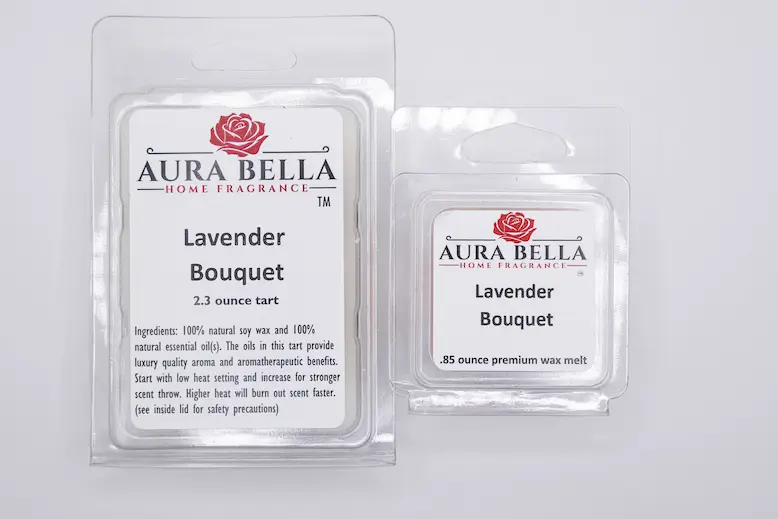 AURA BELLA
HOME FRAGRANCE
TM
Lavender
Bouquet
2.3 ounce tart
Ingredients: 100% natural soy wax and 100%
natural essential oil(s). The oils in this tart provide
luxury quality aroma and aromatherapeutic benefits.
Start with low heat setting and increase for stronger
scent throw. Higher heat will burn out scent faster.
(see inside lid for safety precautions)
AURA BELLA
HOME FRAGRANCE
TM
Lavender
Bouquet
.85 ounce premium wax melt